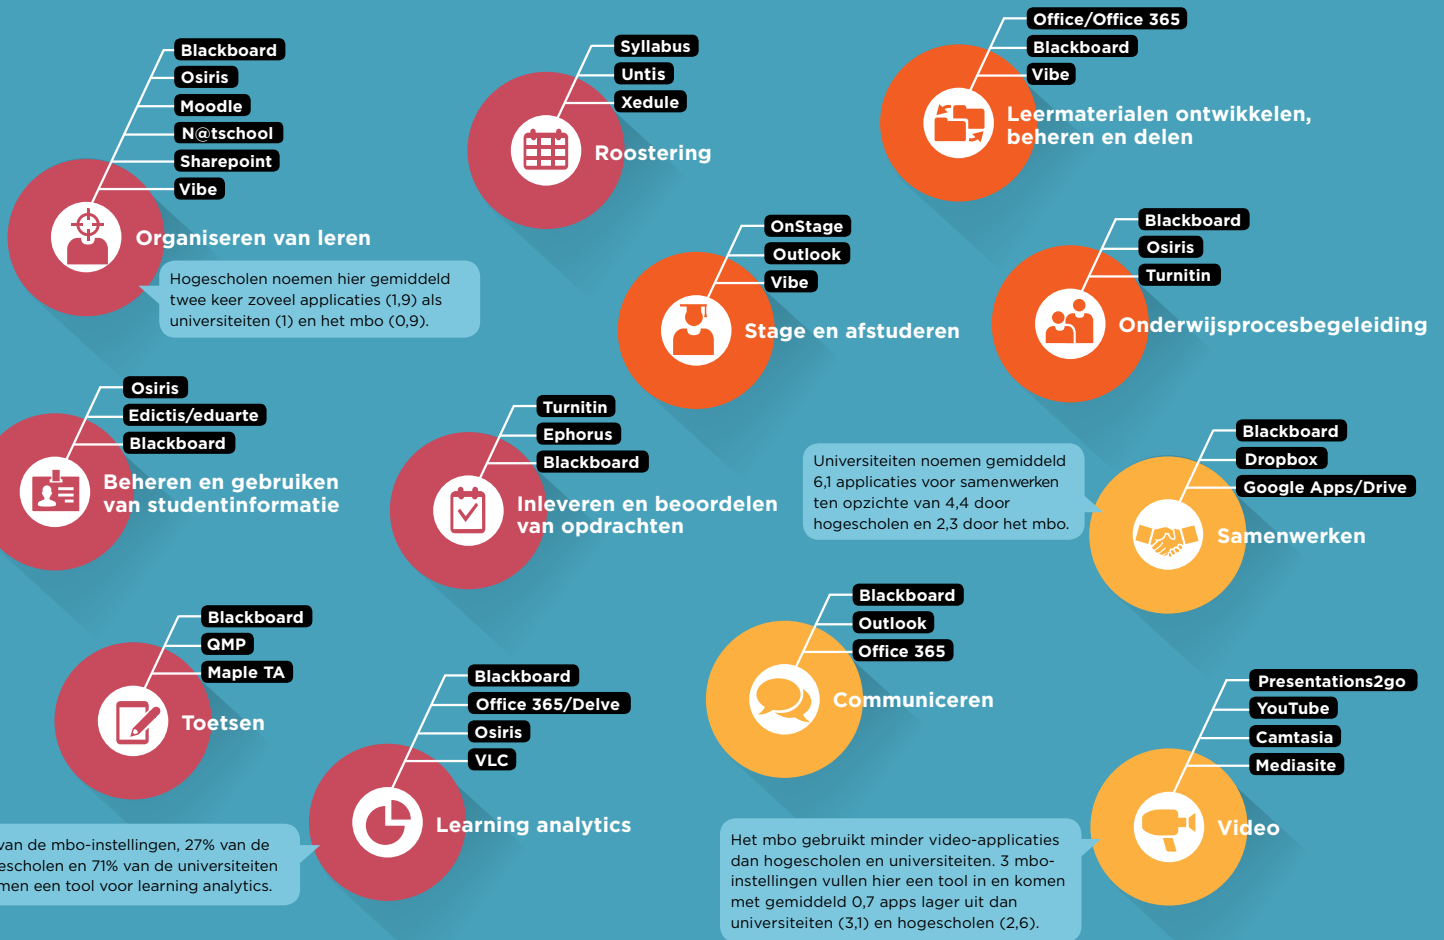 Blackboard
Osiris
Moodle
N@tschool
Sharepoint
Vibe
Organiseren van leren
Hogescholen noemen hier gemiddeld
twee keer zoveel applicaties (1,9) als
universiteiten (1) en het mbo (0,9).
Syllabus
Untis
Xedule
Roostering
Office/Office 365
Blackboard
Vibe
Leermaterialen ontwikkelen,
beheren en delen
OnStage
Outlook
Vibe
Stage en afstuderen
Blackboard
Osiris
Turnitin
Onderwijsprocesbegeleiding
Osiris
Edictis/eduarte
Blackboard
Beheren en gebruiken
van studentinformatie
Turnitin
Ephorus
Blackboard
Inleveren en beoordelen
van opdrachten
Universiteiten noemen gemiddeld
6,1 applicaties voor samenwerken
ten opzichte van 4,4 door
hogescholen en 2,3 door het mbo.
Blackboard
Dropbox
Google Apps/Drive
Samenwerken
Blackboard
QMP
Maple TA
Toetsen
Blackboard
Office 365/Delve
Osiris
VLC
Learning analytics
van de mbo-instellingen, 27% van de
escholen en 71% van de universiteiten
men een tool voor learning analytics.
Blackboard
Outlook
Office 365
Communiceren
Presentations2go
YouTube
Camtasia
Mediasite
Video
Het mbo gebruikt minder video-applicaties
dan hogescholen en universiteiten. 3 mbo-
instellingen vullen hier een tool in en komen
met gemiddeld 0,7 apps lager uit dan
universiteiten (3,1) en hogescholen (2,6).